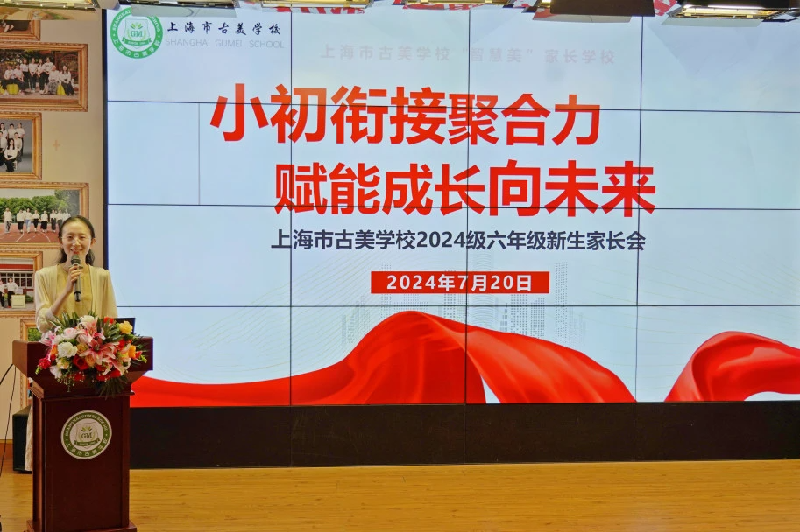 上海市古美学校
SHANGHAI GUMEI SCHOOL
上海市古美学校“智慧美”家长学校
小初衔接聚合力
赋能成长向未来
上海市古美学校2024级六年级新生家长会
2024年7月20日